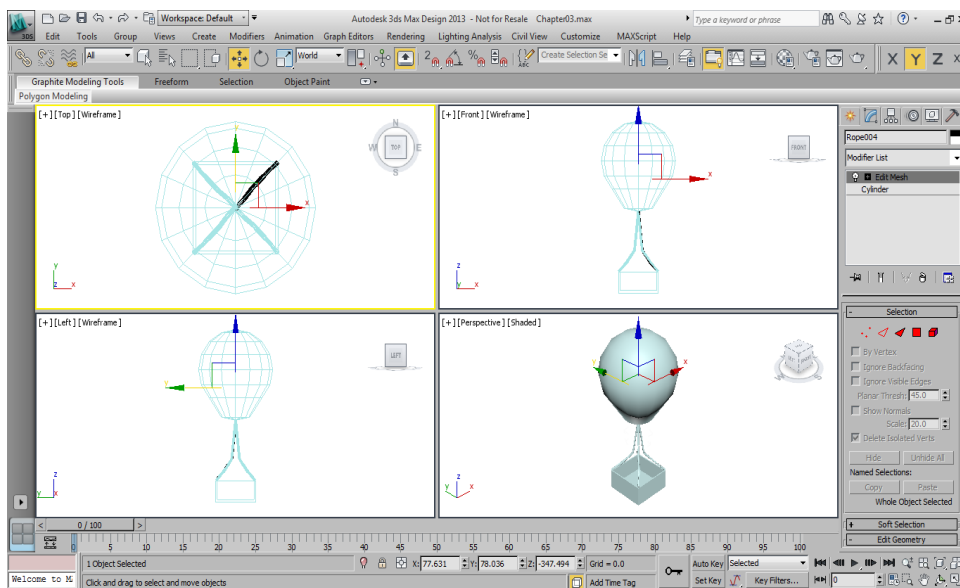 3DS
Workspace: Default
Autodesk 3ds Max Design 2013 - Not for Resale Chapter03.max
Type a keyword or phrase
Edit Tools Group Views Create Modifiers Animation Graph Editors Rendering Lighting Analysis Civil View Customize MAXScript Help
All World 2 % Create Selection Se X Y Z
Graphite Modeling Tools Freeform Selection Object Paint
Polygon Modeling
[+] [Top] [Wireframe]
[+] [Front] [Wireframe]
N
W TOP E
S
FRONT
y
x
y
z x
z
x
z
y x
Rope004
Modifier List
Edit Mesh
Cylinder
[+] [Left] [Wireframe]
[+] [Perspective] [Shaded]
LEFT
y
y x
z
y x
z
y x
- Selection
By Vertex
Ignore Backfacing
Ignore Visible Edges
Planar Thresh: 45.0
Show Normals
Scale: 20.0
Delete Isolated Verts
Hide Unhide All
Named Selections:
Copy Paste
Whole Object Selected
+ Soft Selection
- Edit Geometry
< 0 / 100 >
0 5 10 15 20 25 30 35 40 45 50 55 60 65 70 75 80 85 90 95 100
1 Object Selected X: 77.631 Y: 78.036 Z: -347.494 Grid = 0.0 Auto Key Selected
Welcome to M Click and drag to select and move objects Add Time Tag Set Key Key Filters... 0